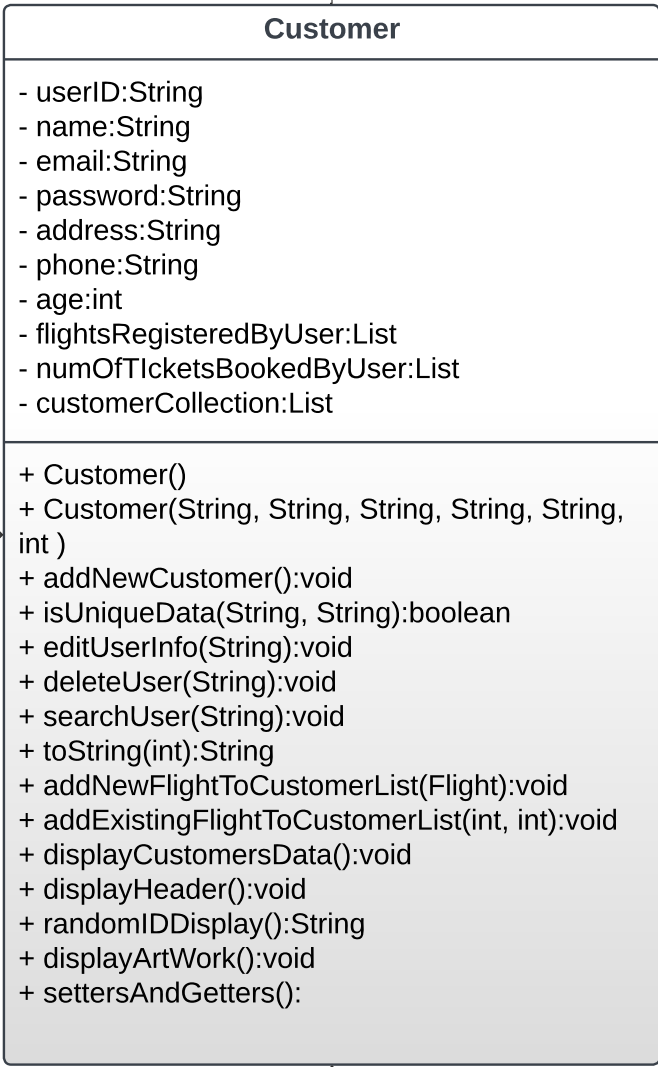 Customer
- userID:String
- name:String
- email:String
- password:String
- address:String
- phone:String
- age:int
- flightsRegisteredByUser:List
- numOfTIcketsBookedByUser:List
- customerCollection:List
+ Customer()
+ Customer(String, String, String, String, String,
int )
+ addNewCustomer():void
+ isUniqueData(String, String):boolean
+ editUserInfo(String):void
+ deleteUser(String):void
+ searchUser(String):void
+ toString(int):String
+ addNewFlightToCustomerList(Flight):void
+ addExistingFlightToCustomerList(int, int):void
+ displayCustomersData():void
+ displayHeader():void
+ randomIDDisplay():String
+ displayArtWork():void
+ settersAndGetters():